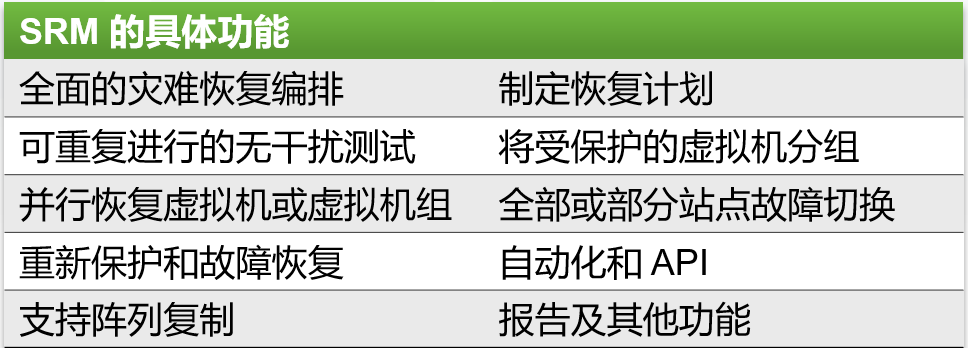 SRM 的具体功能
全面的灾难恢复编排 制定恢复计划
可重复进行的无干扰测试 将受保护的虚拟机分组
并行恢复虚拟机或虚拟机组 全部或部分站点故障切换
重新保护和故障恢复 自动化和 API
支持阵列复制 报告及其他功能